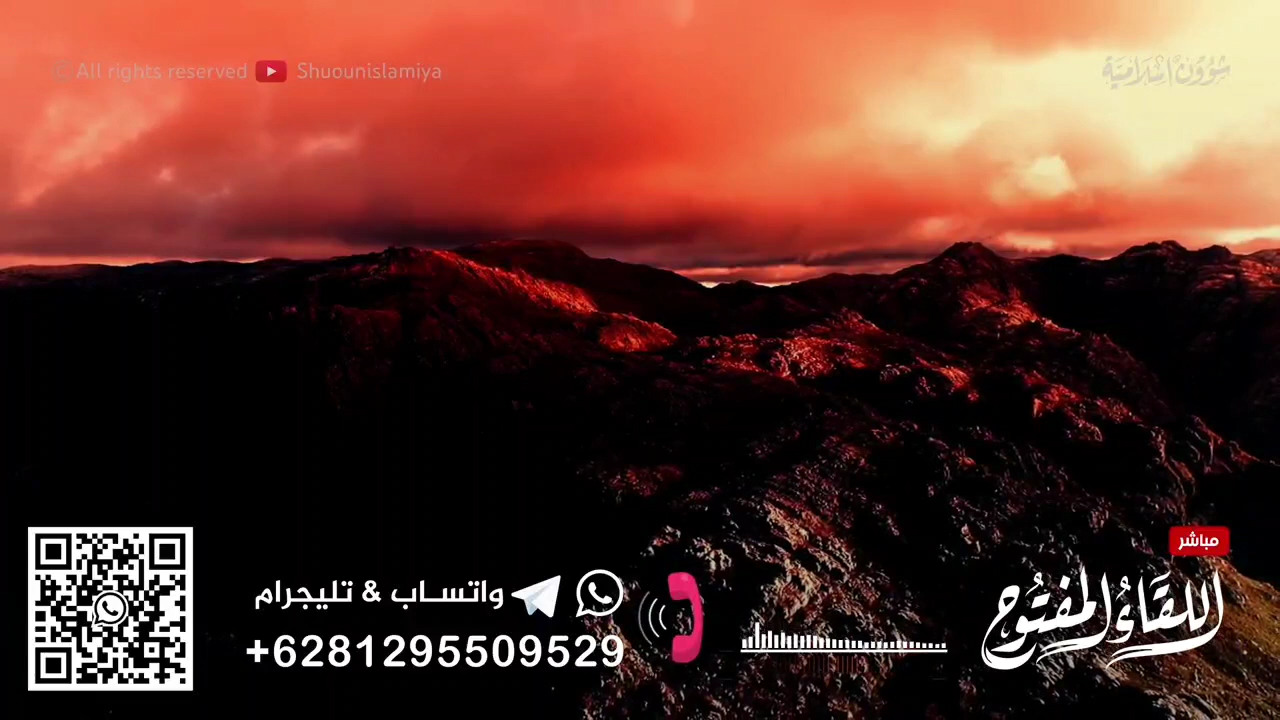 © All rights reserved Shuounislamiya
شؤون إسلامية
مباشر
اللقاء المفتوح
واتساب & تليجرام
+6281295509529